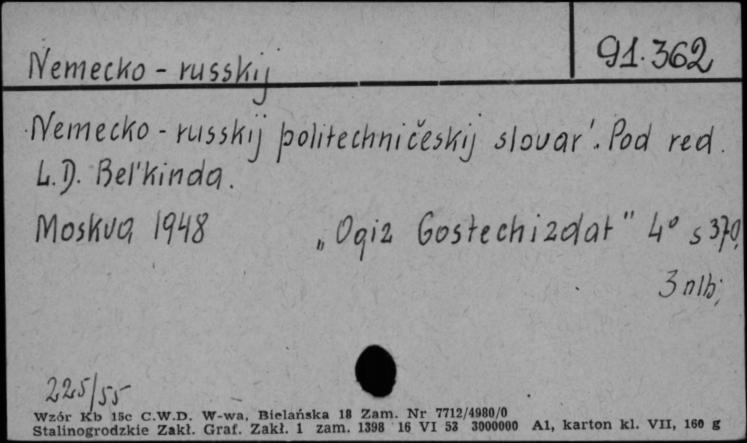 Nemecko - russkij
91.362
Nemecko - russkij politechničeskij slovar'. Pod red.
L.D. Bel'kinda.
Moskva 1948 „Ogiz Gostechizdat" 4° s 370,
3 nlb;
225/55
Wzór Kb 15c C.W.D. W-wa, Bielańska 18 Zam. Nr 7712/4980/0
Stalinogrodzkie Zakł. Graf. Zakł. 1 zam. 1398 16 VI 53 3000000 A1, karton kl. VII, 160 g